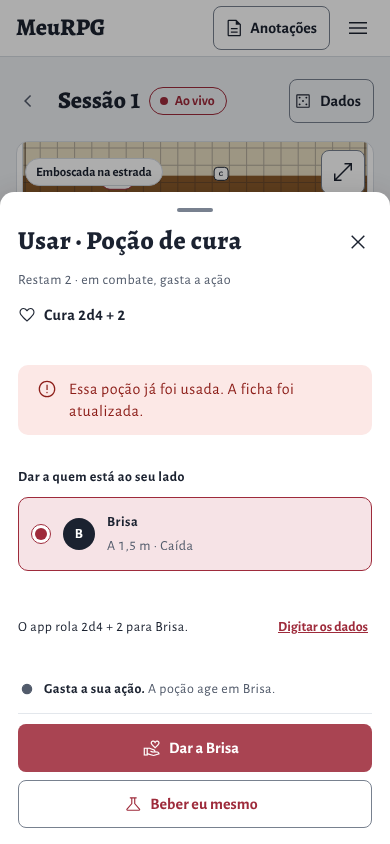 MeuRPG
Anotações
Sessão 1
Ao vivo
Dados
Emboscada na estrada
c
Usar · Poção de cura
Restam 2 · em combate, gasta a ação
Cura 2d4 + 2
Essa poção já foi usada. A ficha foi
atualizada.
Dar a quem está ao seu lado
B
Brisa
A 1,5 m · Caída
O app rola 2d4 + 2 para Brisa.
Digitar os dados
Gasta a sua ação. A poção age em Brisa.
Dar a Brisa
Beber eu mesmo